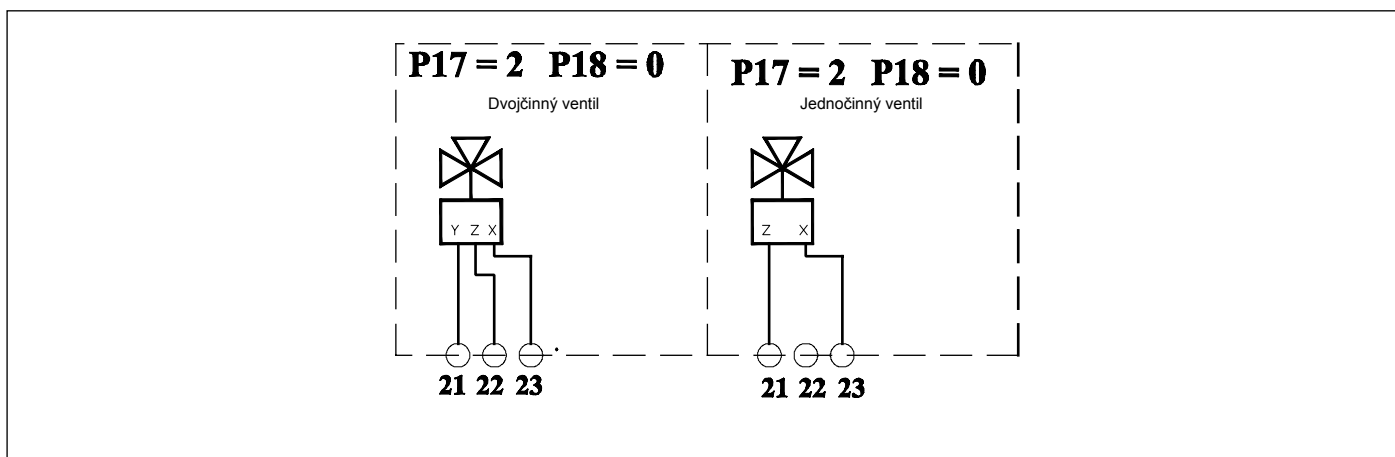 P17 = 2 P18 = 0
Dvojčinný ventil
Y Z X
21 22 23
P17 = 2 P18 = 0
Jednočinný ventil
Z X
21 22 23